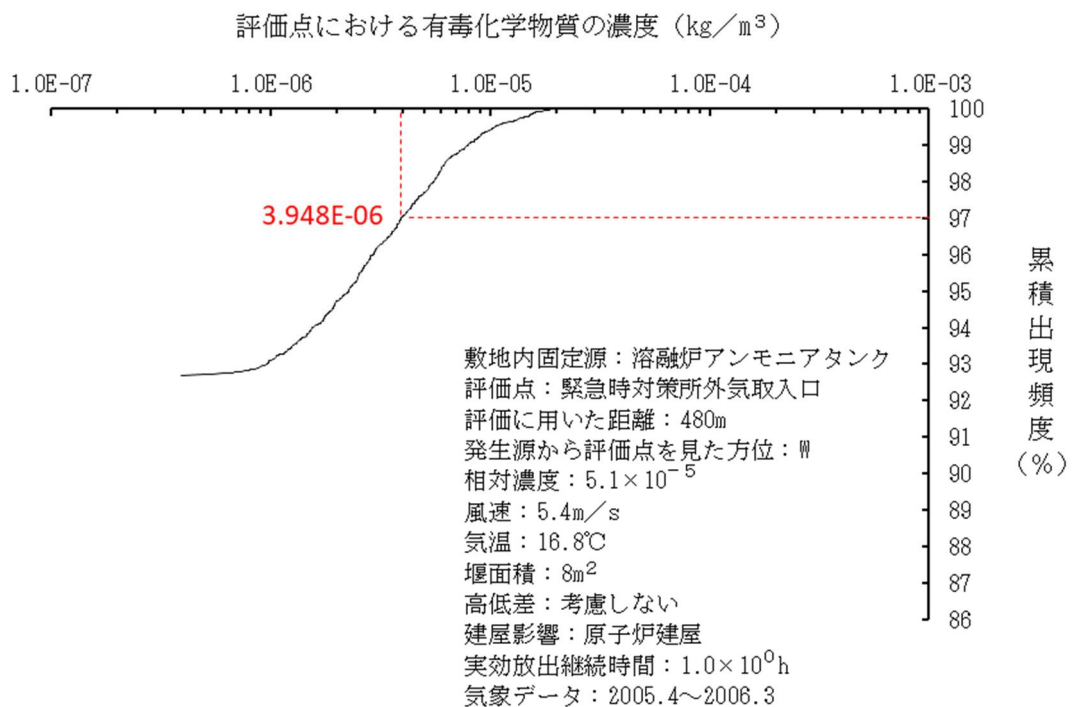 評価点における有毒化学物質の濃度（kg／m³）
1.0E-07 1.0E-06 1.0E-05 1.0E-04 1.0E-03
100
99
98
97
3.948E-06
96
95
94
93
92
91
90
89
88
87
86
累積出現頻度（％）
敷地内固定源：溶融炉アンモニアタンク
評価点：緊急時対策所外気取入口
評価に用いた距離：480m
発生源から評価点を見た方位：W
相対濃度：5.1×10⁻⁵
風速：5.4m／s
気温：16.8℃
堰面積：8m²
高低差：考慮しない
建屋影響：原子炉建屋
実効放出継続時間：1.0×10⁰h
気象データ：2005.4～2006.3